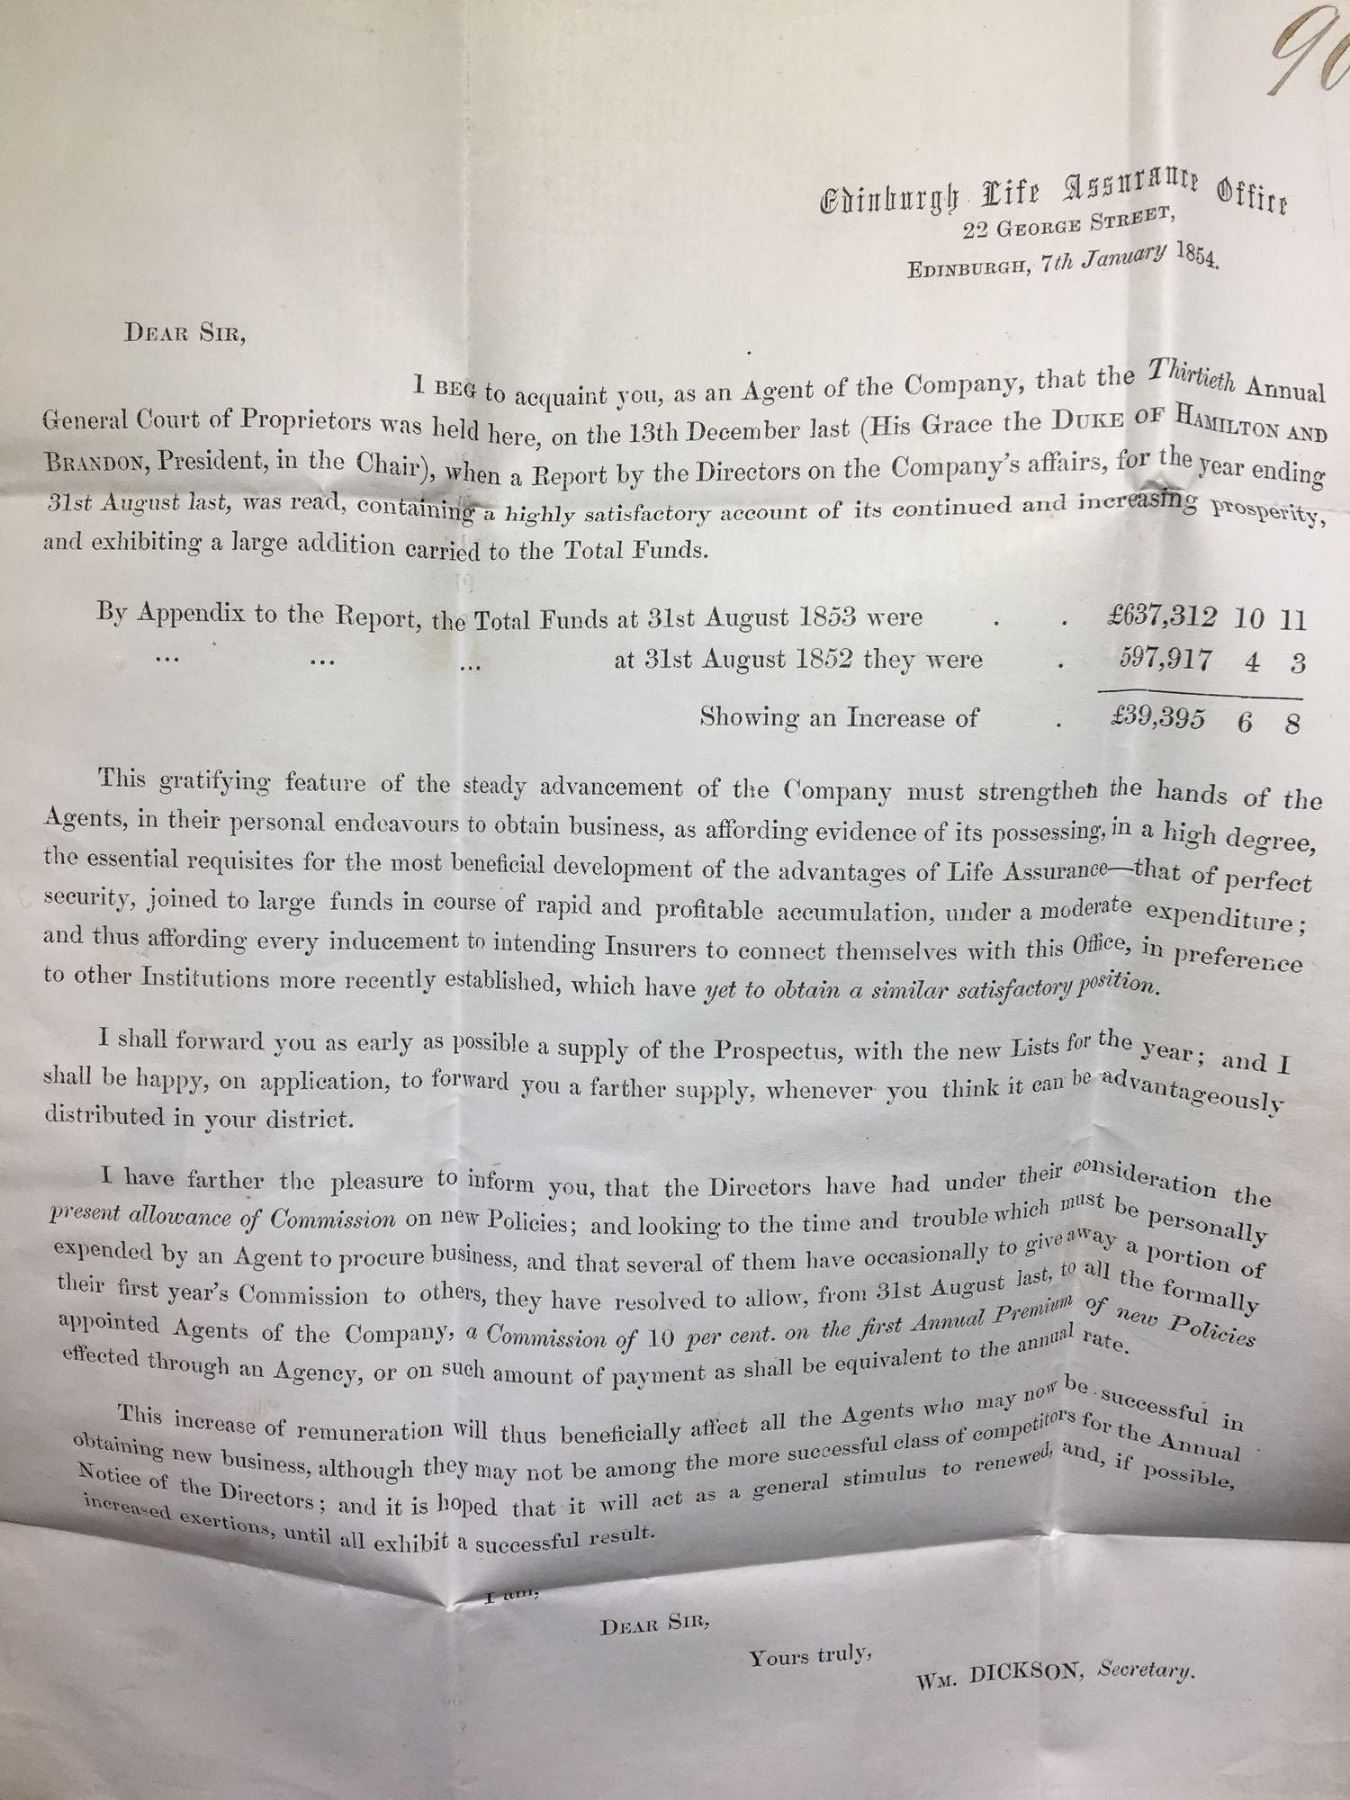 90
Edinburgh Life Assurance Office
22 George Street,
Edinburgh, 7th January 1854.
Dear Sir,
I beg to acquaint you, as an Agent of the Company, that the Thirtieth Annual
General Court of Proprietors was held here, on the 13th December last (His Grace the Duke of Hamilton and
Brandon, President, in the Chair), when a Report by the Directors on the Company's affairs, for the year ending
31st August last, was read, containing a highly satisfactory account of its continued and increasing prosperity,
and exhibiting a large addition carried to the Total Funds.
By Appendix to the Report, the Total Funds at 31st August 1853 were . . £637,312 10 11
... ... ... at 31st August 1852 they were . 597,917 4 3
Showing an Increase of . £39,395 6 8
This gratifying feature of the steady advancement of the Company must strengthen the hands of the
Agents, in their personal endeavours to obtain business, as affording evidence of its possessing, in a high degree,
the essential requisites for the most beneficial development of the advantages of Life Assurance—that of perfect
security, joined to large funds in course of rapid and profitable accumulation, under a moderate expenditure;
and thus affording every inducement to intending Insurers to connect themselves with this Office, in preference
to other Institutions more recently established, which have yet to obtain a similar satisfactory position.
I shall forward you as early as possible a supply of the Prospectus, with the new Lists for the year; and I
shall be happy, on application, to forward you a farther supply, whenever you think it can be advantageously
distributed in your district.
I have farther the pleasure to inform you, that the Directors have had under their consideration the
present allowance of Commission on new Policies; and looking to the time and trouble which must be personally
expended by an Agent to procure business, and that several of them have occasionally to give away a portion of
their first year's Commission to others, they have resolved to allow, from 31st August last, to all the formally
appointed Agents of the Company, a Commission of 10 per cent. on the first Annual Premium of new Policies
effected through an Agency, or on such amount of payment as shall be equivalent to the annual rate.
This increase of remuneration will thus beneficially affect all the Agents who may now be successful in
obtaining new business, although they may not be among the more successful class of competitors for the Annual
Notice of the Directors; and it is hoped that it will act as a general stimulus to renewed, and, if possible,
increased exertions, until all exhibit a successful result.
I am,
Dear Sir,
Yours truly,
Wm. DICKSON, Secretary.